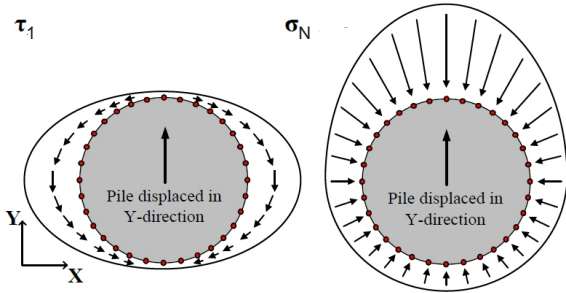 τ1
σN
Pile displaced in
Y-direction
Pile displaced in
Y-direction
Y
X